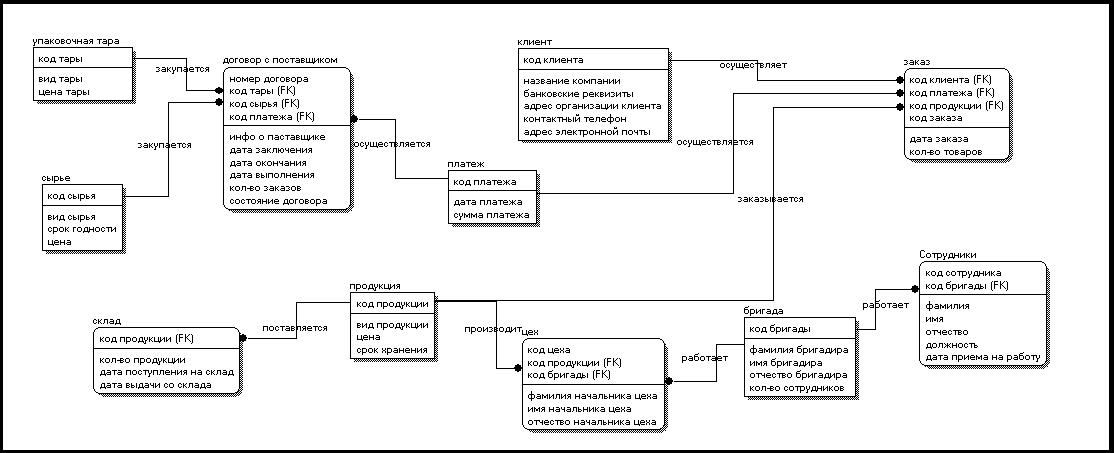 упаковочная тара
код тары
вид тары
цена тары
закупается
договор с поставщиком
номер договора
код тары (FK)
код сырья (FK)
код платежа (FK)
инфо о паставщике
дата заключения
дата окончания
дата выполнения
кол-во заказов
состояние договора
закупается
сырье
код сырья
вид сырья
срок годности
цена
осуществляется
платеж
код платежа
дата платежа
сумма платежа
клиент
код клиента
название компании
банковские реквизиты
адрес организации клиента
контактный телефон
адрес электронной почты
осуществляет
осуществляется
заказывается
заказ
код клиента (FK)
код платежа (FK)
код продукции (FK)
код заказа
дата заказа
кол-во товаров
склад
код продукции (FK)
кол-во продукции
дата поступления на склад
дата выдачи со склада
поставляется
продукция
код продукции
вид продукции
цена
срок хранения
производит
цех
код цеха
код продукции (FK)
код бригады (FK)
фамилия начальника цеха
имя начальника цеха
отчество начальника цеха
работает
бригада
код бригады
фамилия бригадира
имя бригадира
отчество бригадира
кол-во сотрудников
работает
Сотрудники
код сотрудника
код бригады (FK)
фамилия
имя
отчество
должность
дата приема на работу